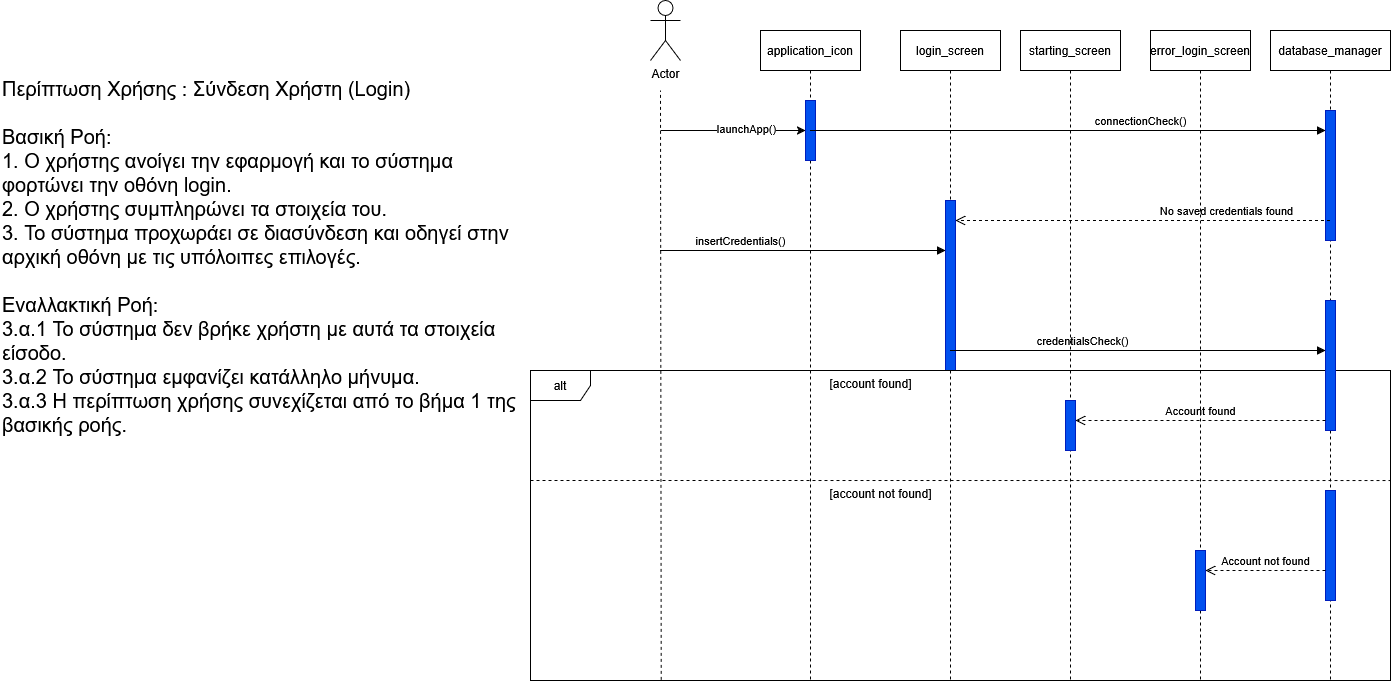 Περίπτωση Χρήσης : Σύνδεση Χρήστη (Login)
Βασική Ροή:
1. Ο χρήστης ανοίγει την εφαρμογή και το σύστημα
φορτώνει την οθόνη login.
2. Ο χρήστης συμπληρώνει τα στοιχεία του.
3. Το σύστημα προχωράει σε διασύνδεση και οδηγεί στην
αρχική οθόνη με τις υπόλοιπες επιλογές.
Εναλλακτική Ροή:
3.α.1 Το σύστημα δεν βρήκε χρήστη με αυτά τα στοιχεία
είσοδο.
3.α.2 Το σύστημα εμφανίζει κατάλληλο μήνυμα.
3.α.3 Η περίπτωση χρήσης συνεχίζεται από το βήμα 1 της
βασικής ροής.
Actor
application_icon
login_screen
starting_screen
error_login_screen
database_manager
launchApp()
connectionCheck()
No saved credentials found
insertCredentials()
credentialsCheck()
alt
[account found]
Account found
[account not found]
Account not found